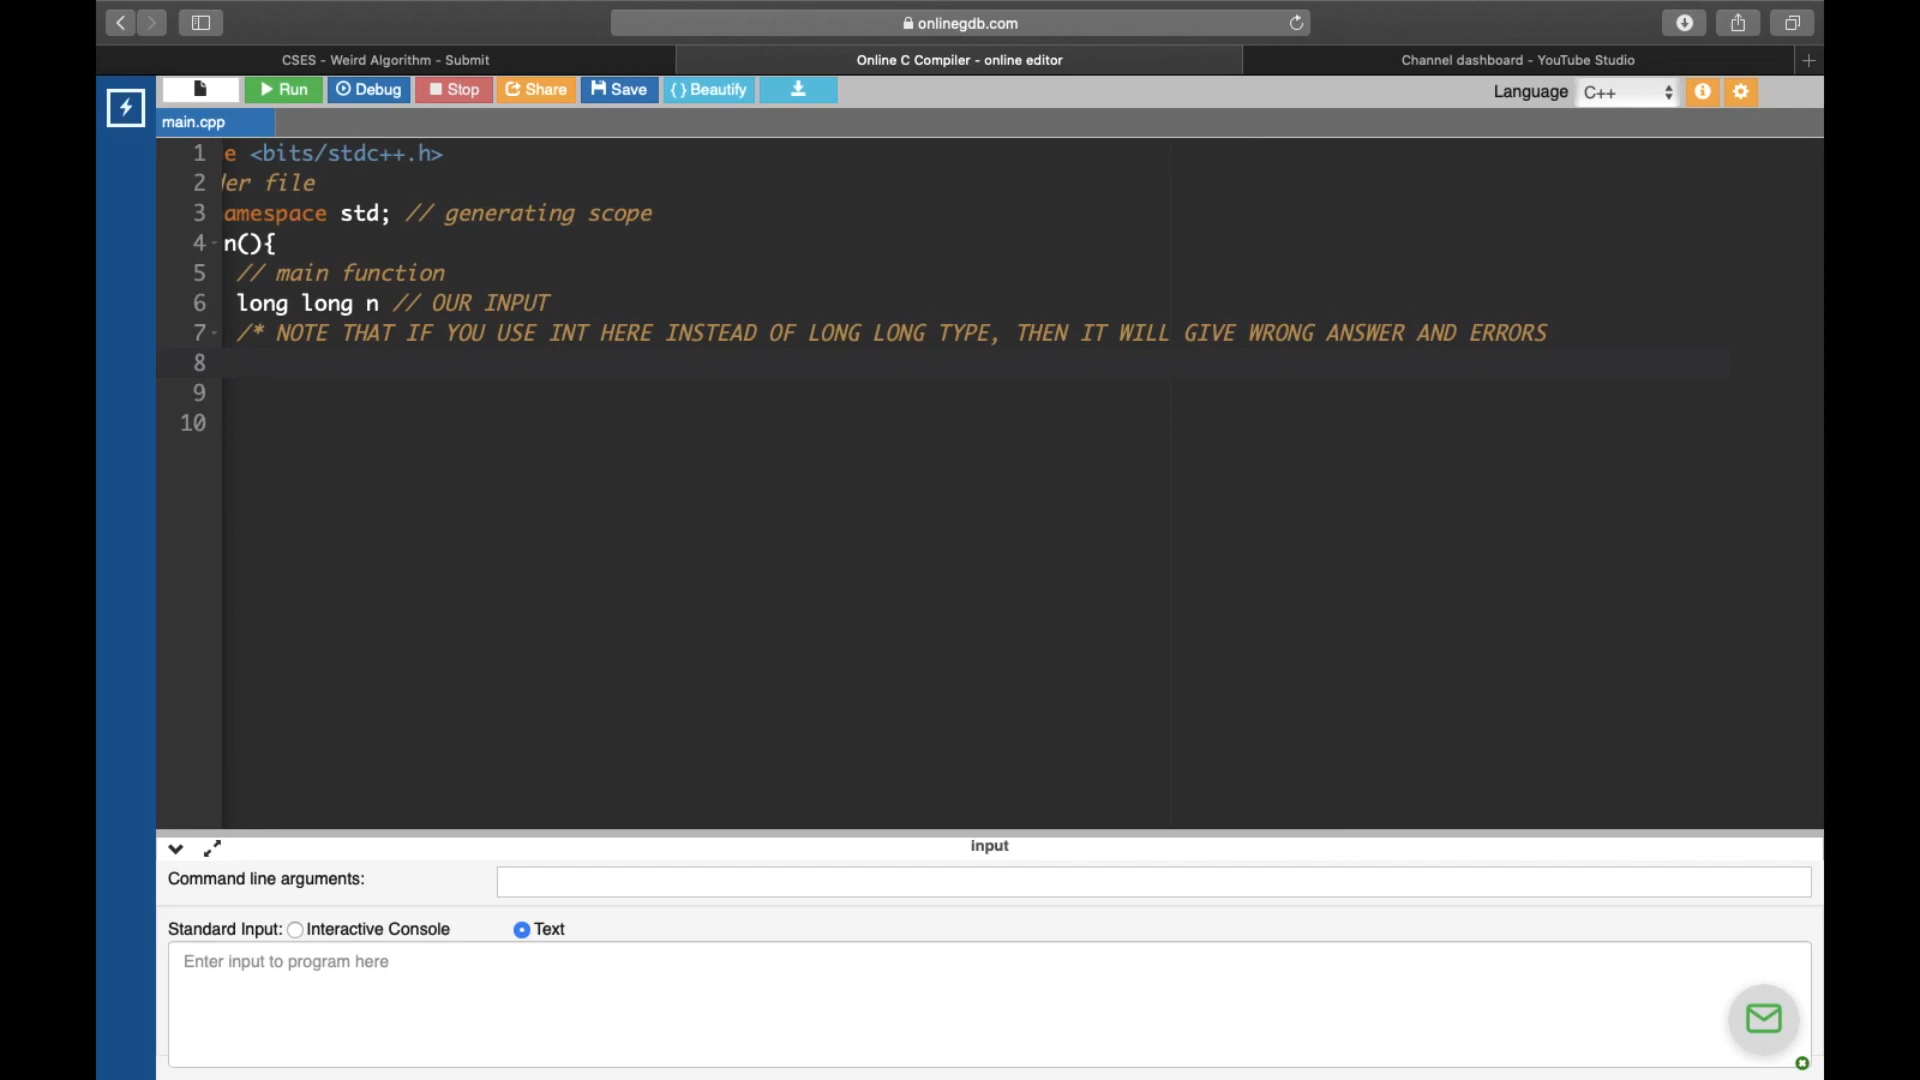 onlinegdb.com
CSES - Weird Algorithm - Submit
Online C Compiler - online editor
Channel dashboard - YouTube Studio
Run
Debug
Stop
Share
Save
{ } Beautify
Language C++
main.cpp
1 e <bits/stdc++.h>
2 der file
3 amespace std; // generating scope
4 n(){
5 // main function
6 long long n // OUR INPUT
7 /* NOTE THAT IF YOU USE INT HERE INSTEAD OF LONG LONG TYPE, THEN IT WILL GIVE WRONG ANSWER AND ERRORS
8
9
10
input
Command line arguments:
Standard Input: Interactive Console Text
Enter input to program here